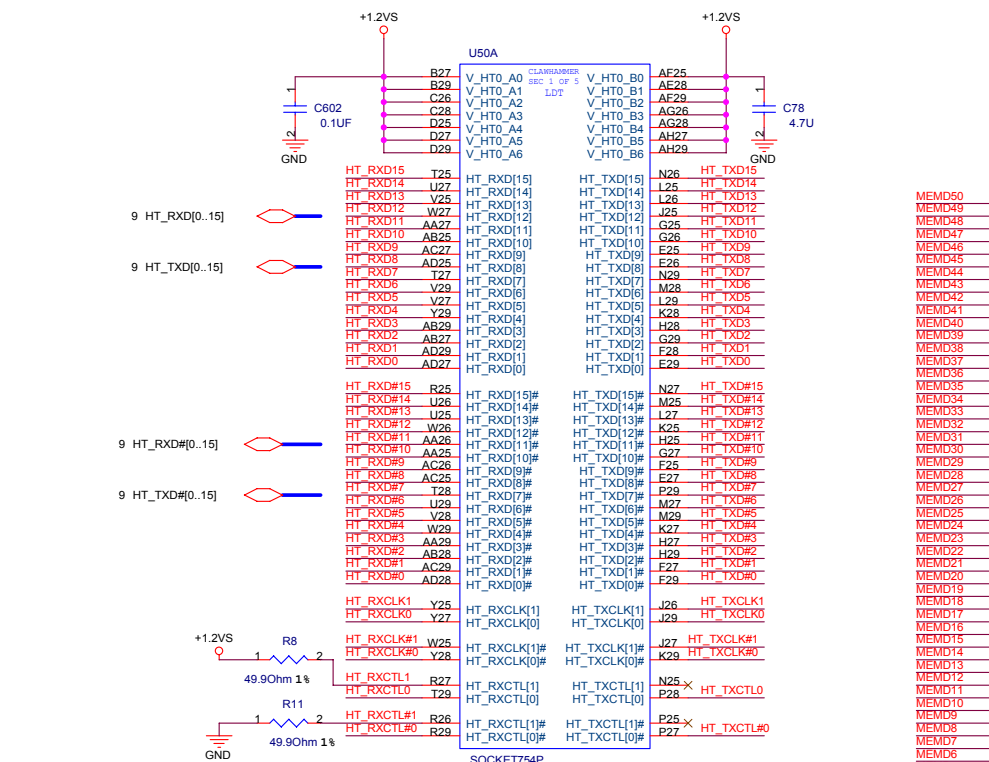 +1.2VS +1.2VS
U50A
CLAWHAMMER
SEC 1 OF 5
LDT
B27 V_HT0_A0 V_HT0_B0 AF25
B29 V_HT0_A1 V_HT0_B1 AE28
C26 V_HT0_A2 V_HT0_B2 AF29
C28 V_HT0_A3 V_HT0_B3 AG26
D25 V_HT0_A4 V_HT0_B4 AG28
D27 V_HT0_A5 V_HT0_B5 AH27
D29 V_HT0_A6 V_HT0_B6 AH29
1
C602
0.1UF
2
GND
1
C78
4.7U
2
GND
HT_RXD15 T25 HT_RXD[15] HT_TXD[15] N26 HT_TXD15
HT_RXD14 U27 HT_RXD[14] HT_TXD[14] L25 HT_TXD14
HT_RXD13 V25 HT_RXD[13] HT_TXD[13] L26 HT_TXD13
HT_RXD12 W27 HT_RXD[12] HT_TXD[12] J25 HT_TXD12
HT_RXD11 AA27 HT_RXD[11] HT_TXD[11] G25 HT_TXD11
HT_RXD10 AB25 HT_RXD[10] HT_TXD[10] G26 HT_TXD10
HT_RXD9 AC27 HT_RXD[9] HT_TXD[9] E25 HT_TXD9
HT_RXD8 AD25 HT_RXD[8] HT_TXD[8] E26 HT_TXD8
HT_RXD7 T27 HT_RXD[7] HT_TXD[7] N29 HT_TXD7
HT_RXD6 V29 HT_RXD[6] HT_TXD[6] M28 HT_TXD6
HT_RXD5 V27 HT_RXD[5] HT_TXD[5] L29 HT_TXD5
HT_RXD4 Y29 HT_RXD[4] HT_TXD[4] K28 HT_TXD4
HT_RXD3 AB29 HT_RXD[3] HT_TXD[3] H28 HT_TXD3
HT_RXD2 AB27 HT_RXD[2] HT_TXD[2] G29 HT_TXD2
HT_RXD1 AD29 HT_RXD[1] HT_TXD[1] F28 HT_TXD1
HT_RXD0 AD27 HT_RXD[0] HT_TXD[0] E29 HT_TXD0
9 HT_RXD[0..15]
9 HT_TXD[0..15]
HT_RXD#15 R25 HT_RXD[15]# HT_TXD[15]# N27 HT_TXD#15
HT_RXD#14 U26 HT_RXD[14]# HT_TXD[14]# M25 HT_TXD#14
HT_RXD#13 U25 HT_RXD[13]# HT_TXD[13]# L27 HT_TXD#13
HT_RXD#12 W26 HT_RXD[12]# HT_TXD[12]# K25 HT_TXD#12
HT_RXD#11 AA26 HT_RXD[11]# HT_TXD[11]# H25 HT_TXD#11
HT_RXD#10 AA25 HT_RXD[10]# HT_TXD[10]# G27 HT_TXD#10
HT_RXD#9 AC26 HT_RXD[9]# HT_TXD[9]# F25 HT_TXD#9
HT_RXD#8 AC25 HT_RXD[8]# HT_TXD[8]# E27 HT_TXD#8
HT_RXD#7 T28 HT_RXD[7]# HT_TXD[7]# P29 HT_TXD#7
HT_RXD#6 U29 HT_RXD[6]# HT_TXD[6]# M27 HT_TXD#6
HT_RXD#5 V28 HT_RXD[5]# HT_TXD[5]# M29 HT_TXD#5
HT_RXD#4 W29 HT_RXD[4]# HT_TXD[4]# K27 HT_TXD#4
HT_RXD#3 AA29 HT_RXD[3]# HT_TXD[3]# H27 HT_TXD#3
HT_RXD#2 AB28 HT_RXD[2]# HT_TXD[2]# H29 HT_TXD#2
HT_RXD#1 AC29 HT_RXD[1]# HT_TXD[1]# F27 HT_TXD#1
HT_RXD#0 AD28 HT_RXD[0]# HT_TXD[0]# F29 HT_TXD#0
9 HT_RXD#[0..15]
9 HT_TXD#[0..15]
HT_RXCLK1 Y25 HT_RXCLK[1] HT_TXCLK[1] J26 HT_TXCLK1
HT_RXCLK0 Y27 HT_RXCLK[0] HT_TXCLK[0] J29 HT_TXCLK0
HT_RXCLK#1 W25 HT_RXCLK[1]# HT_TXCLK[1]# J27 HT_TXCLK#1
HT_RXCLK#0 Y28 HT_RXCLK[0]# HT_TXCLK[0]# K29 HT_TXCLK#0
+1.2VS
R8
1 2
49.9Ohm 1%
HT_RXCTL1 R27 HT_RXCTL[1] HT_TXCTL[1] N25
HT_RXCTL0 T29 HT_RXCTL[0] HT_TXCTL[0] P28 HT_TXCTL0
R11
1 2
49.9Ohm 1%
GND
HT_RXCTL#1 R26 HT_RXCTL[1]# HT_TXCTL[1]# P25
HT_RXCTL#0 R29 HT_RXCTL[0]# HT_TXCTL[0]# P27 HT_TXCTL#0
SOCKET754P
MEMD50
MEMD49
MEMD48
MEMD47
MEMD46
MEMD45
MEMD44
MEMD43
MEMD42
MEMD41
MEMD40
MEMD39
MEMD38
MEMD37
MEMD36
MEMD35
MEMD34
MEMD33
MEMD32
MEMD31
MEMD30
MEMD29
MEMD28
MEMD27
MEMD26
MEMD25
MEMD24
MEMD23
MEMD22
MEMD21
MEMD20
MEMD19
MEMD18
MEMD17
MEMD16
MEMD15
MEMD14
MEMD13
MEMD12
MEMD11
MEMD10
MEMD9
MEMD8
MEMD7
MEMD6